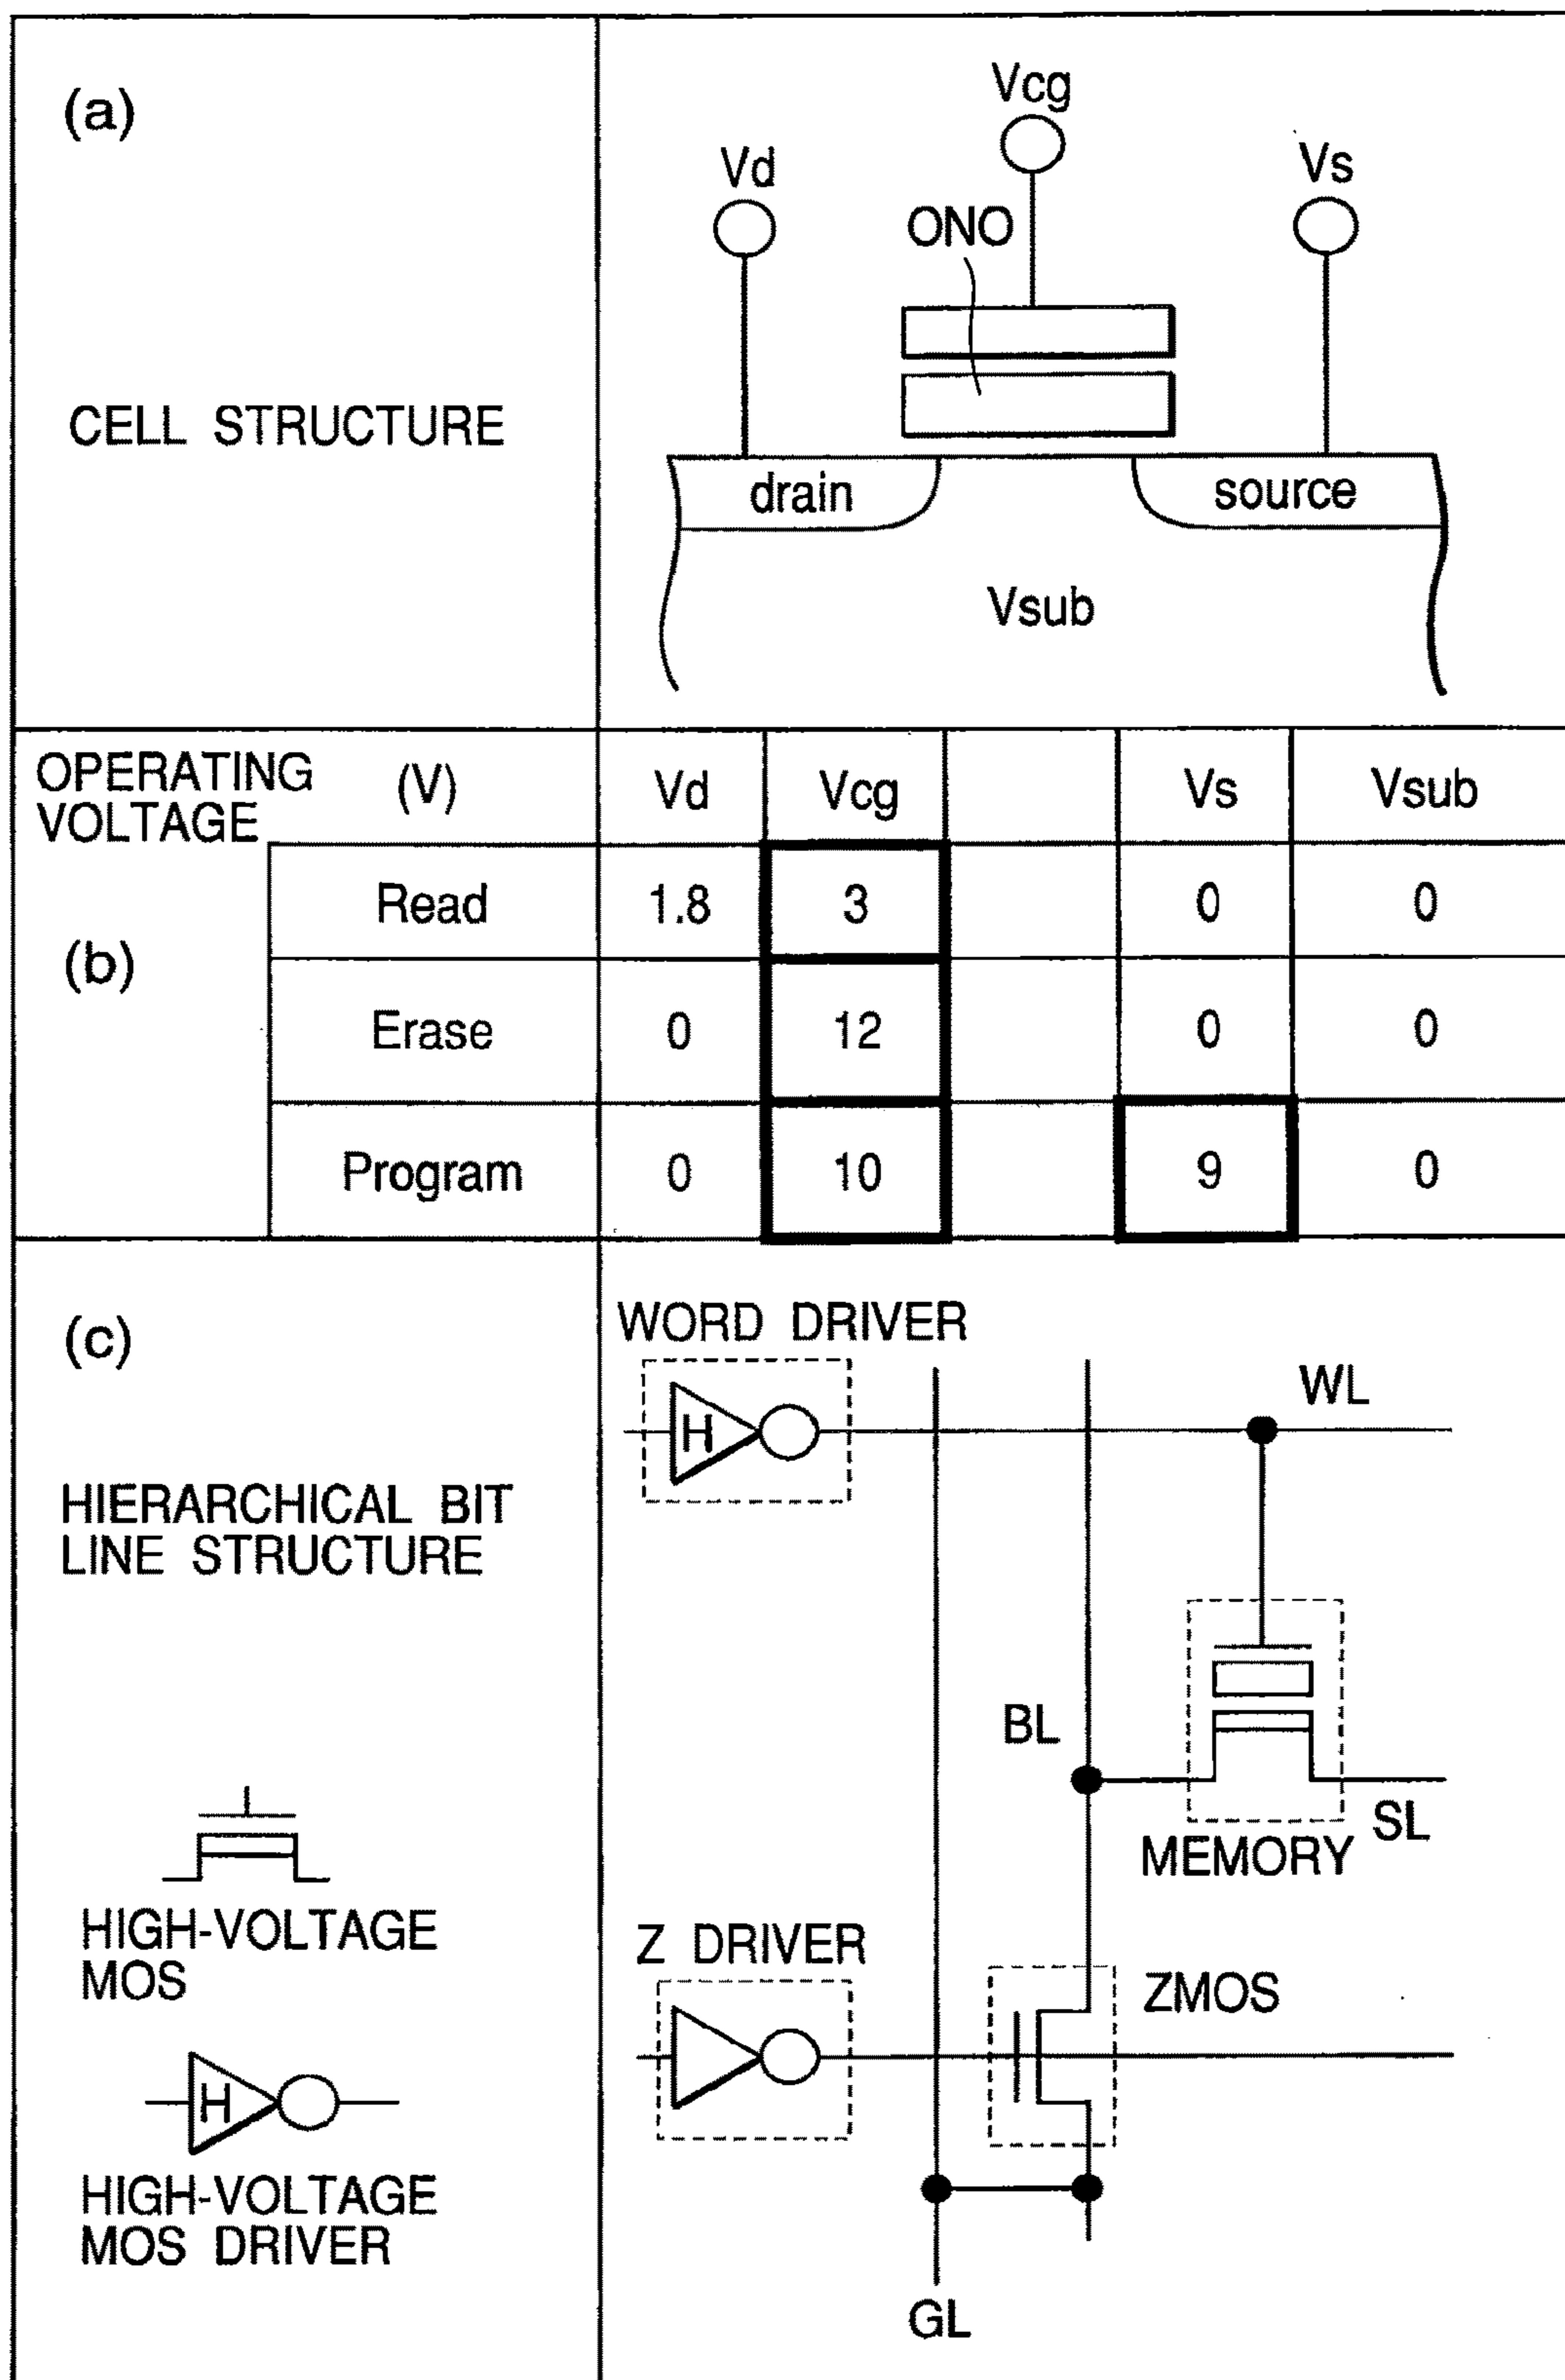 (a)
CELL STRUCTURE
Vcg
Vd
Vs
ONO
drain
source
Vsub
OPERATING
VOLTAGE
(V)
Vd Vcg Vs Vsub
(b)
Read 1.8 3 0 0
Erase 0 12 0 0
Program 0 10 9 0
(c)
HIERARCHICAL BIT
LINE STRUCTURE
HIGH-VOLTAGE
MOS
H
HIGH-VOLTAGE
MOS DRIVER
WORD DRIVER
H
WL
BL
SL
MEMORY
Z DRIVER
ZMOS
GL